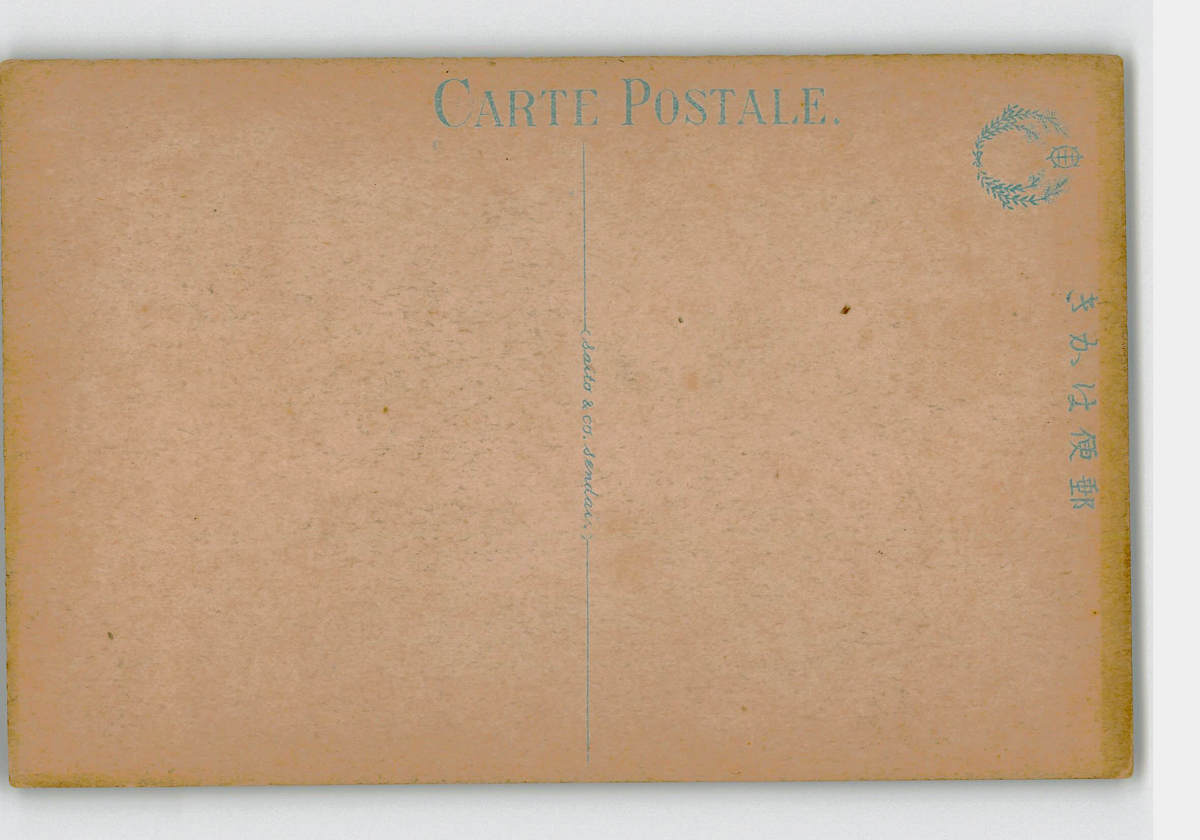 CARTE POSTALE.
(Saito & co. Sendai.)
きかは便郵